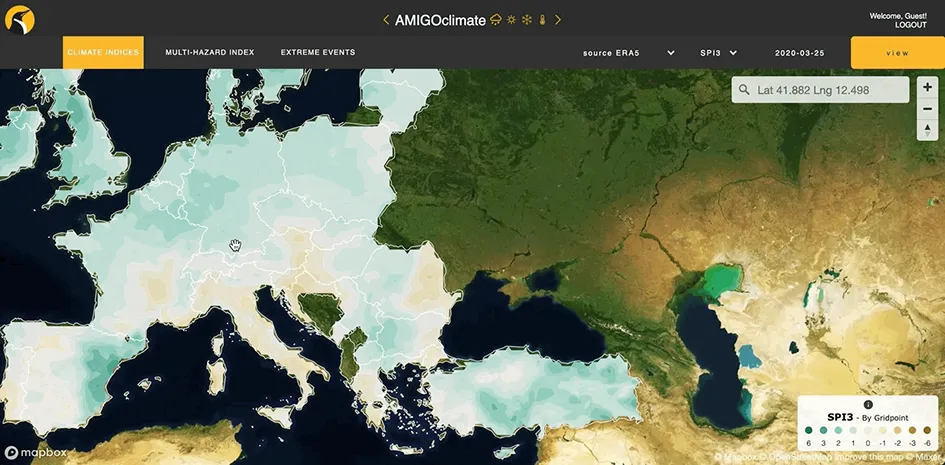 AMIGOclimate
Welcome, Guest!
LOGOUT
CLIMATE INDICES
MULTI-HAZARD INDEX
EXTREME EVENTS
source ERA5
SPI3
2020-03-25
view
Lat 41.882 Lng 12.498
SPI3 - By Gridpoint
6 3 2 1 0 -1 -2 -3 -6
mapbox
© Mapbox © OpenStreetMap Improve this map © Maxar